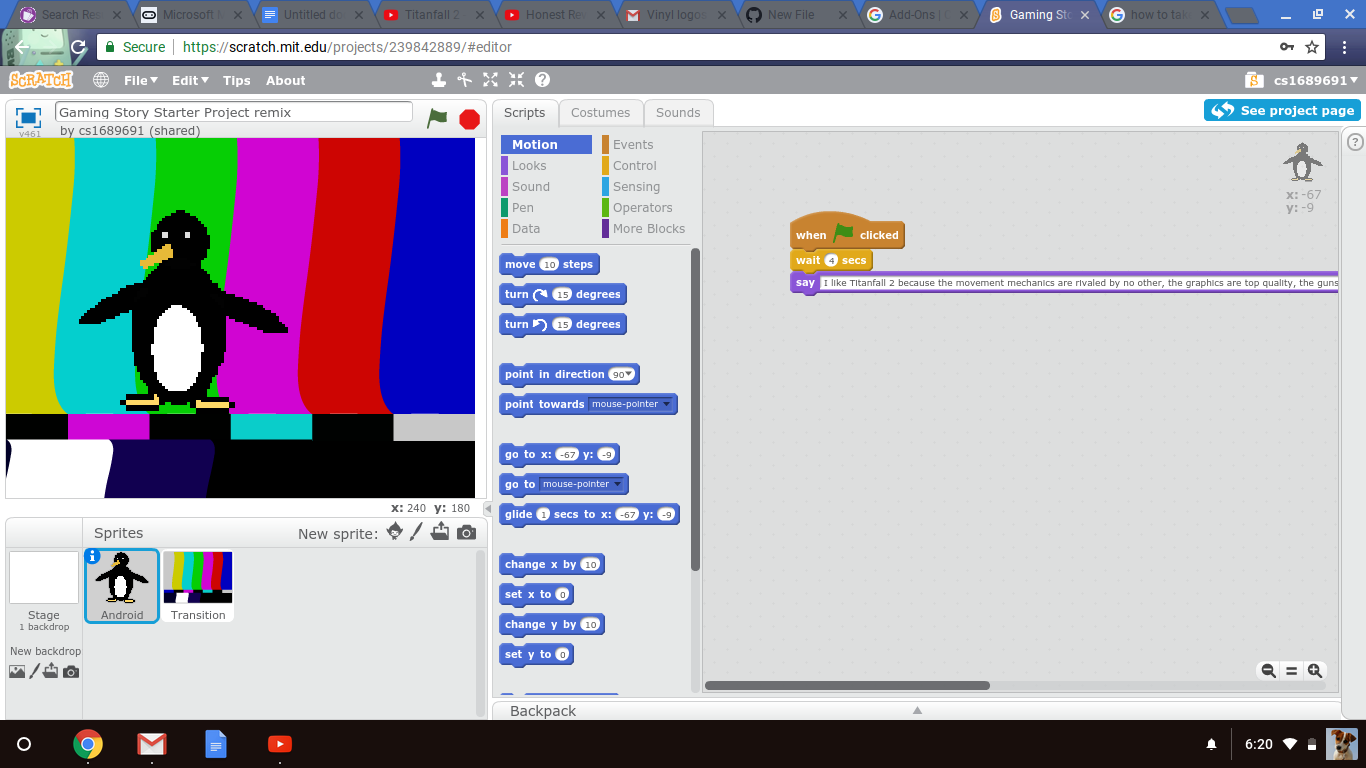 Search Res
Microsoft M
Untitled do
Titanfall 2
Honest Re
Vinyl logos
New File
Add-Ons | G
Gaming Sto
how to tak
Secure https://scratch.mit.edu/projects/239842889/#editor
SCRATCH File Edit Tips About cs1689691
Gaming Story Starter Project remix
by cs1689691 (shared)
v461
Scripts Costumes Sounds
See project page
Motion Events
Looks Control
Sound Sensing
Pen Operators
Data More Blocks
move 10 steps
turn 15 degrees
turn 15 degrees
point in direction 90
point towards mouse-pointer
go to x: -67 y: -9
go to mouse-pointer
glide 1 secs to x: -67 y: -9
change x by 10
set x to 0
change y by 10
set y to 0
when clicked
wait 4 secs
say I like Titanfall 2 because the movement mechanics are rivaled by no other, the graphics are top quality, the guns
x: -67
y: -9
?
x: 240 y: 180
Sprites New sprite:
Stage
1 backdrop
New backdrop
Android
Transition
Backpack
6:20